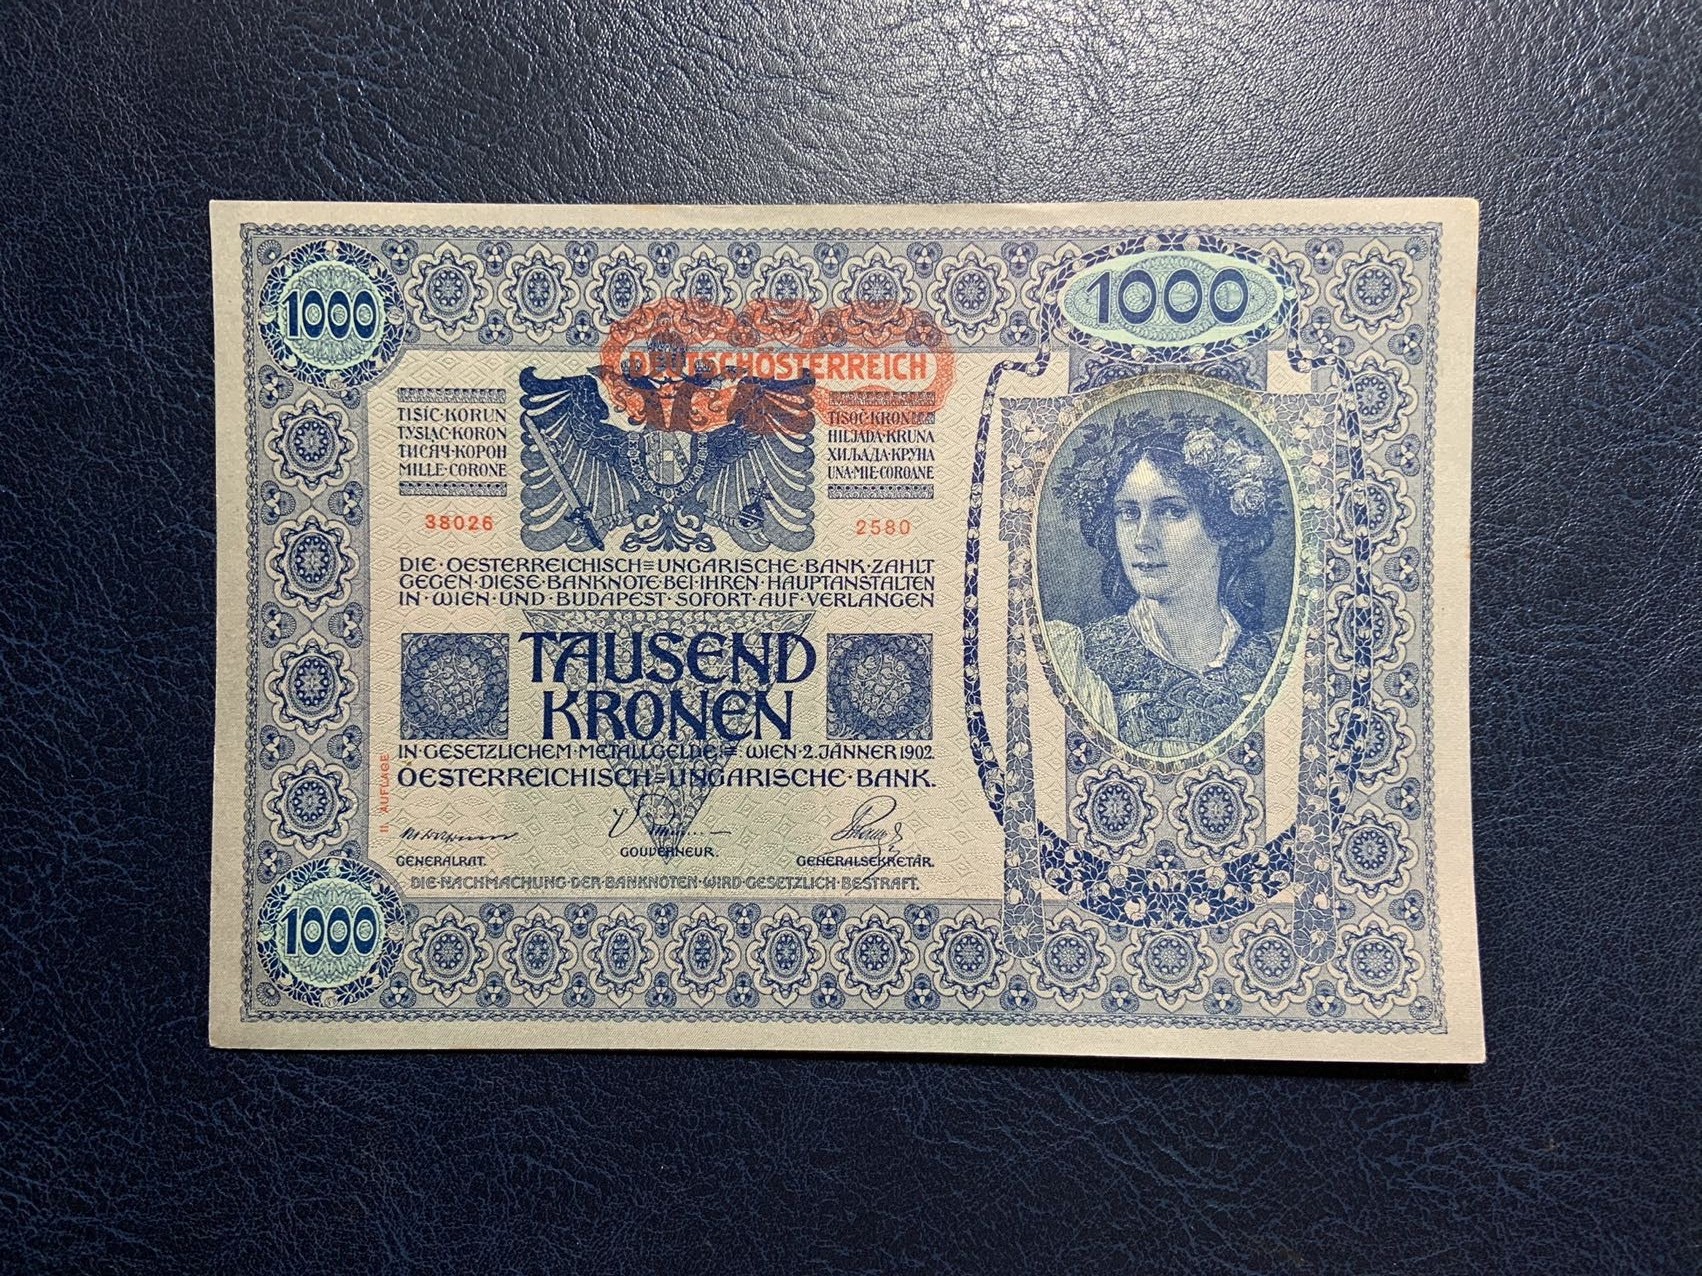 1000
1000
DEUTSCHÖSTERREICH
TISÍC·KORUN
TYSIĄC·KORON
ТИСЯЧ·КОРОН
MILLE·CORONE
TISOČ·KRON
HILJADA·KRUNA
ХИЉАДА·КРУНА
UNA·MIE·COROANE
38026
2580
DIE·OESTERREICHISCH=UNGARISCHE·BANK·ZAHLT
GEGEN·DIESE·BANKNOTE·BEI·IHREN·HAUPTANSTALTEN
IN·WIEN·UND·BUDAPEST·SOFORT·AUF·VERLANGEN
TAUSEND
KRONEN
IN·GESETZLICHEM·METALLGELDE·=·WIEN·2.JÄNNER 1902.
OESTERREICHISCH=UNGARISCHE·BANK.
II. AUFLAGE
GENERALRAT.
GOUVERNEUR.
GENERALSEKRETÄR.
DIE·NACHMACHUNG·DER·BANKNOTEN·WIRD·GESETZLICH·BESTRAFT.
1000